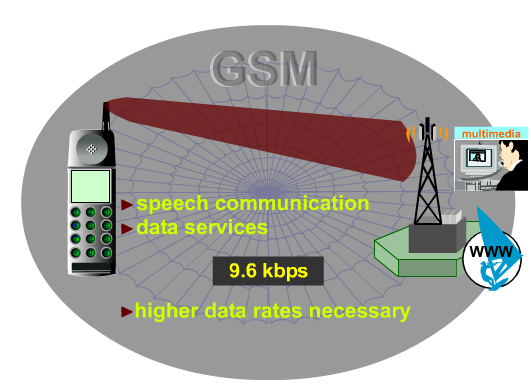 GSM
multimedia
speech communication
data services
WWW
9.6 kbps
higher data rates necessary